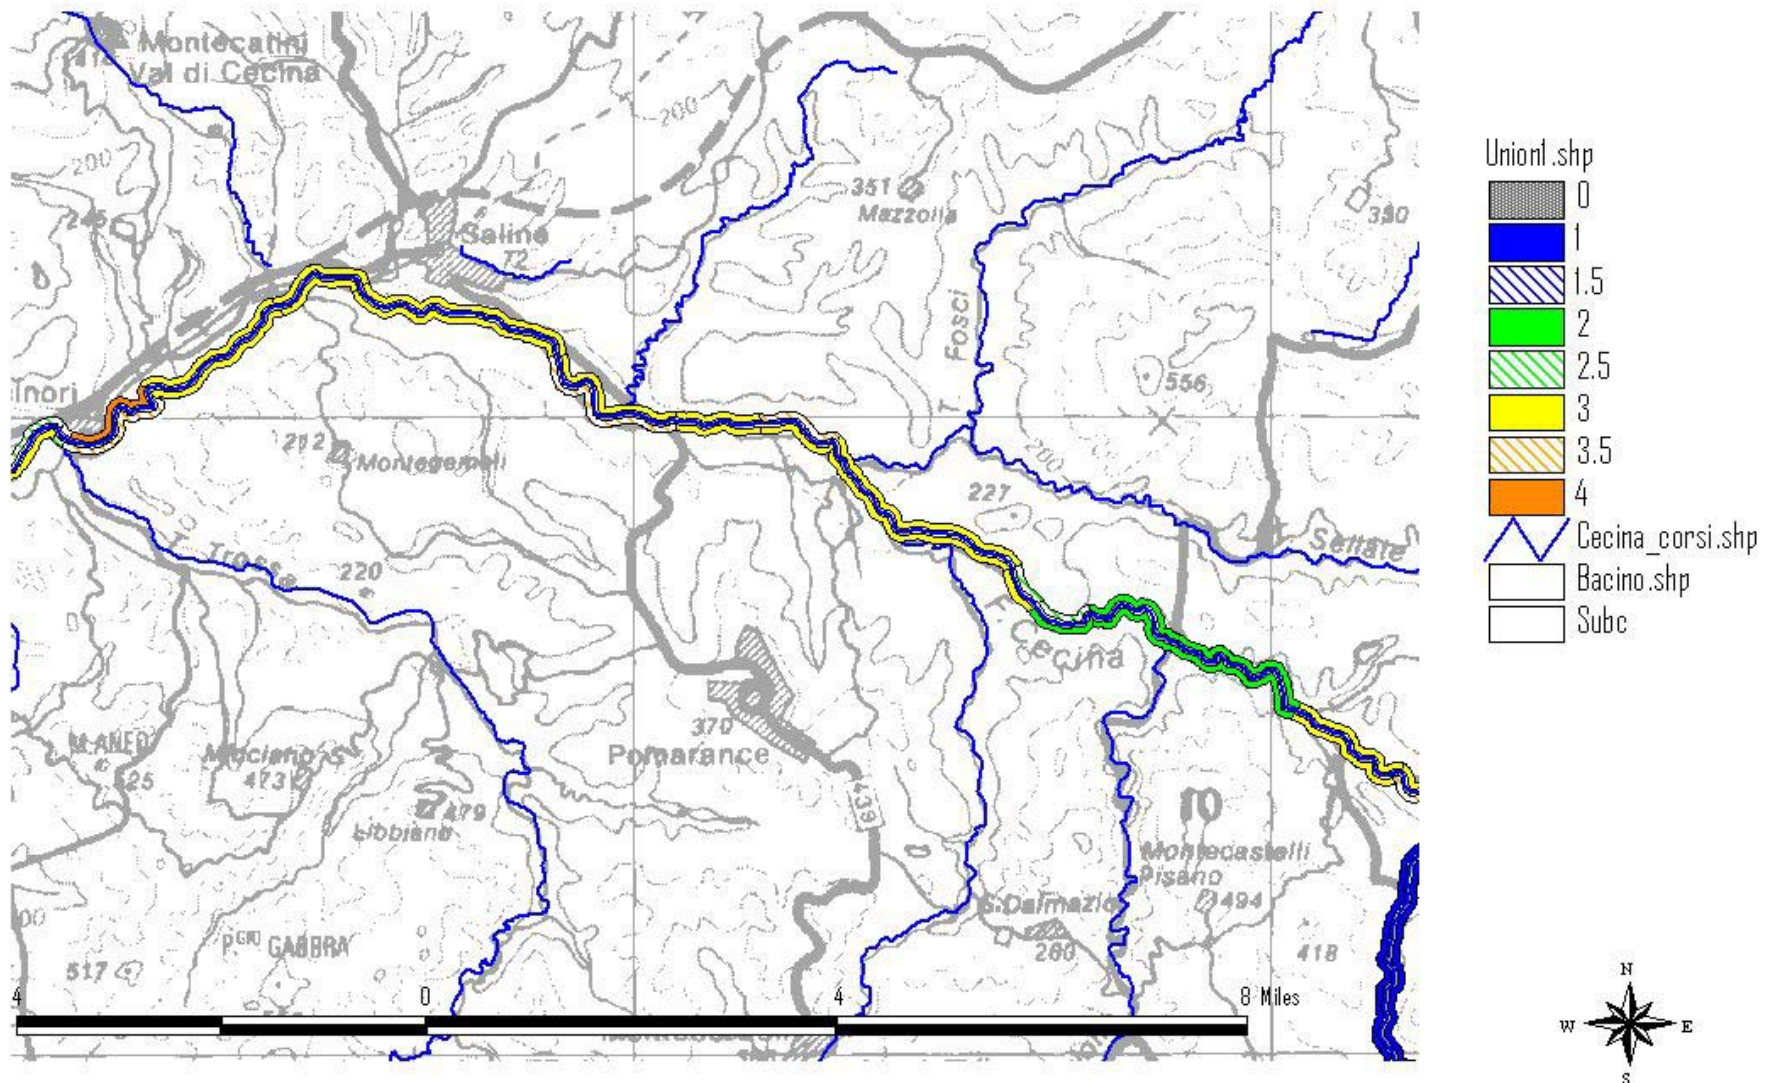 Montecatini
Val di Cecina
200
200
245
Saline
72
351
Mazzolla
330
T. Fosci
556
212
Montegemoli
227
200
T. Sellate
T. Trossa
220
F. Cecina
370
Pomarance
M.ANEO
Micciano
473
25
479
Libbiano
439
Montecastelli
Pisano
494
S.Dalmazio
280
418
P GABBRA
517
4
0
4
8 Miles
Union1.shp
0
1
1.5
2
2.5
3
3.5
4
Cecina_corsi.shp
Bacino.shp
Subc
N
W
E
S